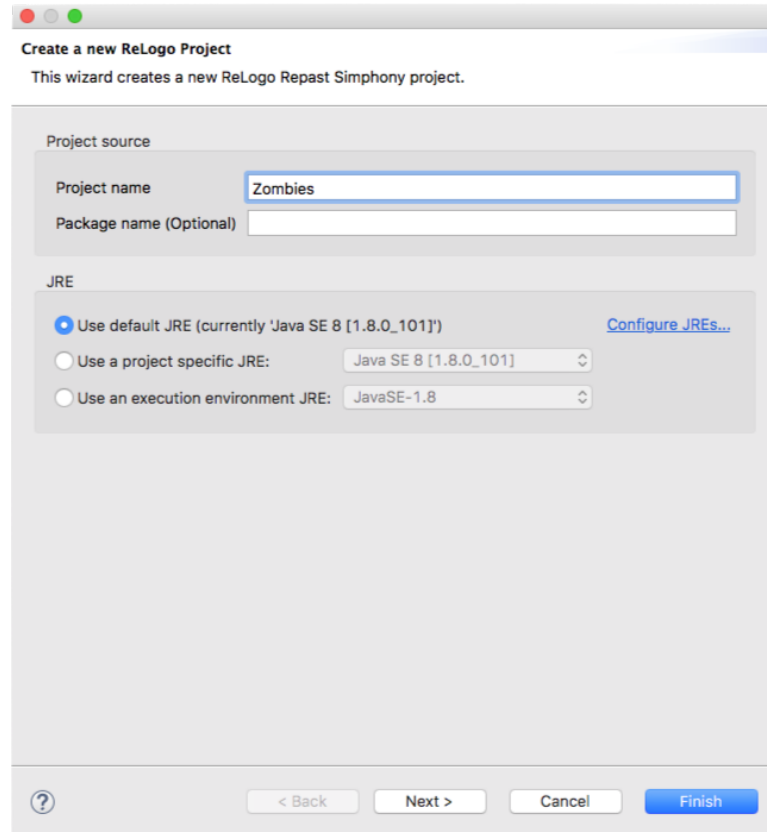 Create a new ReLogo Project
This wizard creates a new ReLogo Repast Simphony project.
Project source
Project name Zombies
Package name (Optional)
JRE
Use default JRE (currently 'Java SE 8 [1.8.0_101]') Configure JREs...
Use a project specific JRE: Java SE 8 [1.8.0_101]
Use an execution environment JRE: JavaSE-1.8
? < Back Next > Cancel Finish